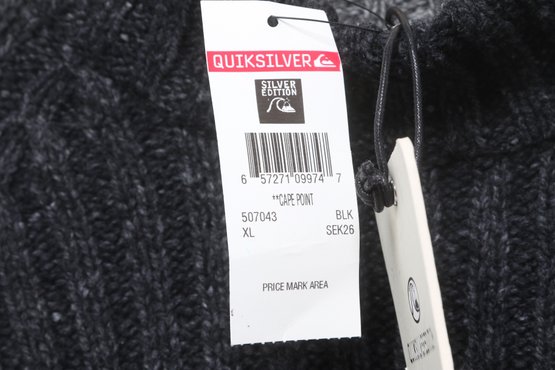 QUIKSILVER
SILVER
EDITION
6 57271 09974 7
**CAPE POINT
507043 BLK
XL SEK26
PRICE MARK AREA